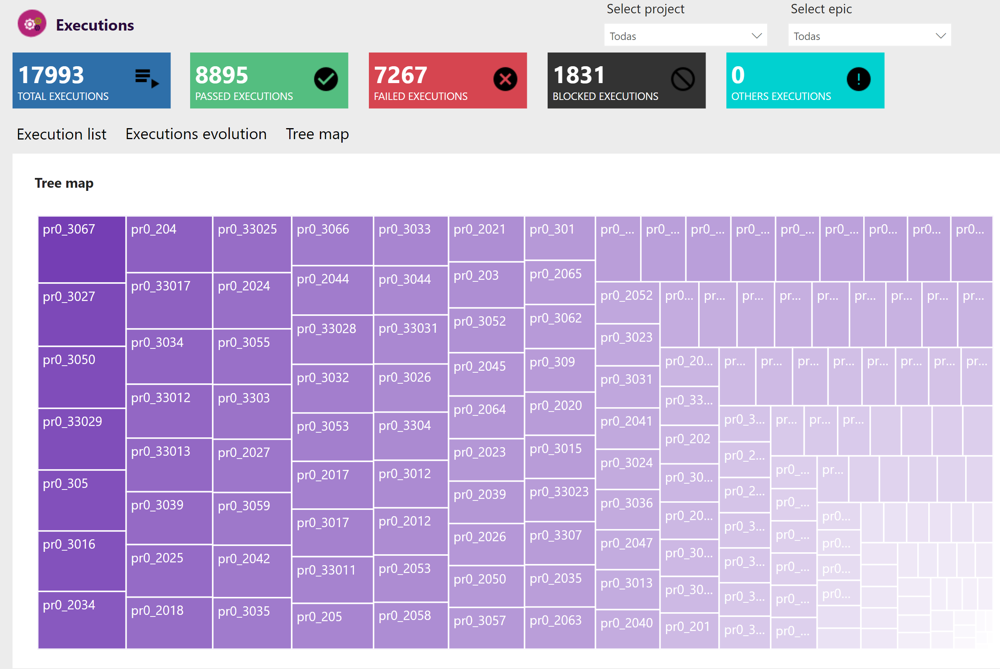 Executions
Select project
Select epic
Todas
Todas
17993
TOTAL EXECUTIONS
8895
PASSED EXECUTIONS
7267
FAILED EXECUTIONS
1831
BLOCKED EXECUTIONS
0
OTHERS EXECUTIONS
Execution list
Executions evolution
Tree map
Tree map
pr0_3067
pr0_3027
pr0_3050
pr0_33029
pr0_305
pr0_3016
pr0_2034
pr0_204
pr0_33017
pr0_3034
pr0_33012
pr0_33013
pr0_3039
pr0_2025
pr0_2018
pr0_33025
pr0_2024
pr0_3055
pr0_3303
pr0_2027
pr0_3059
pr0_2042
pr0_3035
pr0_3066
pr0_2044
pr0_33028
pr0_3032
pr0_3053
pr0_2017
pr0_3017
pr0_33011
pr0_205
pr0_3033
pr0_3044
pr0_33031
pr0_3026
pr0_3304
pr0_3012
pr0_2012
pr0_2053
pr0_2058
pr0_2021
pr0_203
pr0_3052
pr0_2045
pr0_2064
pr0_2023
pr0_2039
pr0_2026
pr0_2050
pr0_3057
pr0_301
pr0_2065
pr0_3062
pr0_309
pr0_2020
pr0_3015
pr0_33023
pr0_3307
pr0_2035
pr0_2063
pr0_...
pr0_...
pr0_...
pr0_...
pr0_...
pr0_...
pr0...
pr0...
pr0...
pr0_2052
pr0_3023
pr0_3031
pr0_2041
pr0_3024
pr0_3036
pr0_2047
pr0_3013
pr0_2040
pr0...
pr...
pr...
pr...
pr...
pr...
pr...
pr...
pr...
pr0_20...
pr0_33...
pr0_202
pr0_30...
pr0_20...
pr0_30...
pr0_30...
pr0_201
pr...
pr...
pr...
pr...
pr...
pr...
pr...
pr...
pr0_3...
pr0_2...
pr0_2...
pr0_3...
pr0_3...
pr0_3...
pr0_3...
pr...
pr...
pr...
pr0_...
pr0_...
pr0_...
pr0_...
pr0_...
pr0_...
pr...
pr0...
pr0...
pr0...
pr0...